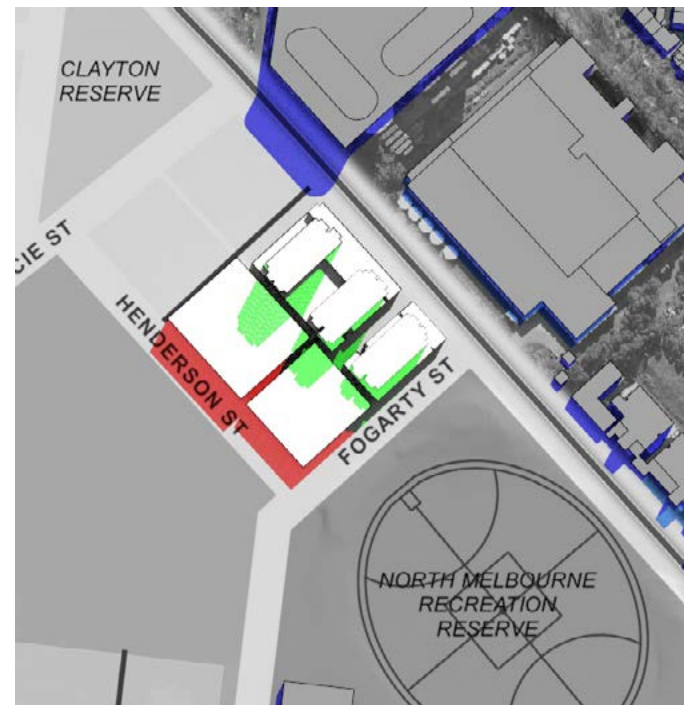 CLAYTON
RESERVE
CIE ST
HENDERSON ST
FOGARTY ST
NORTH MELBOURNE
RECREATION
RESERVE